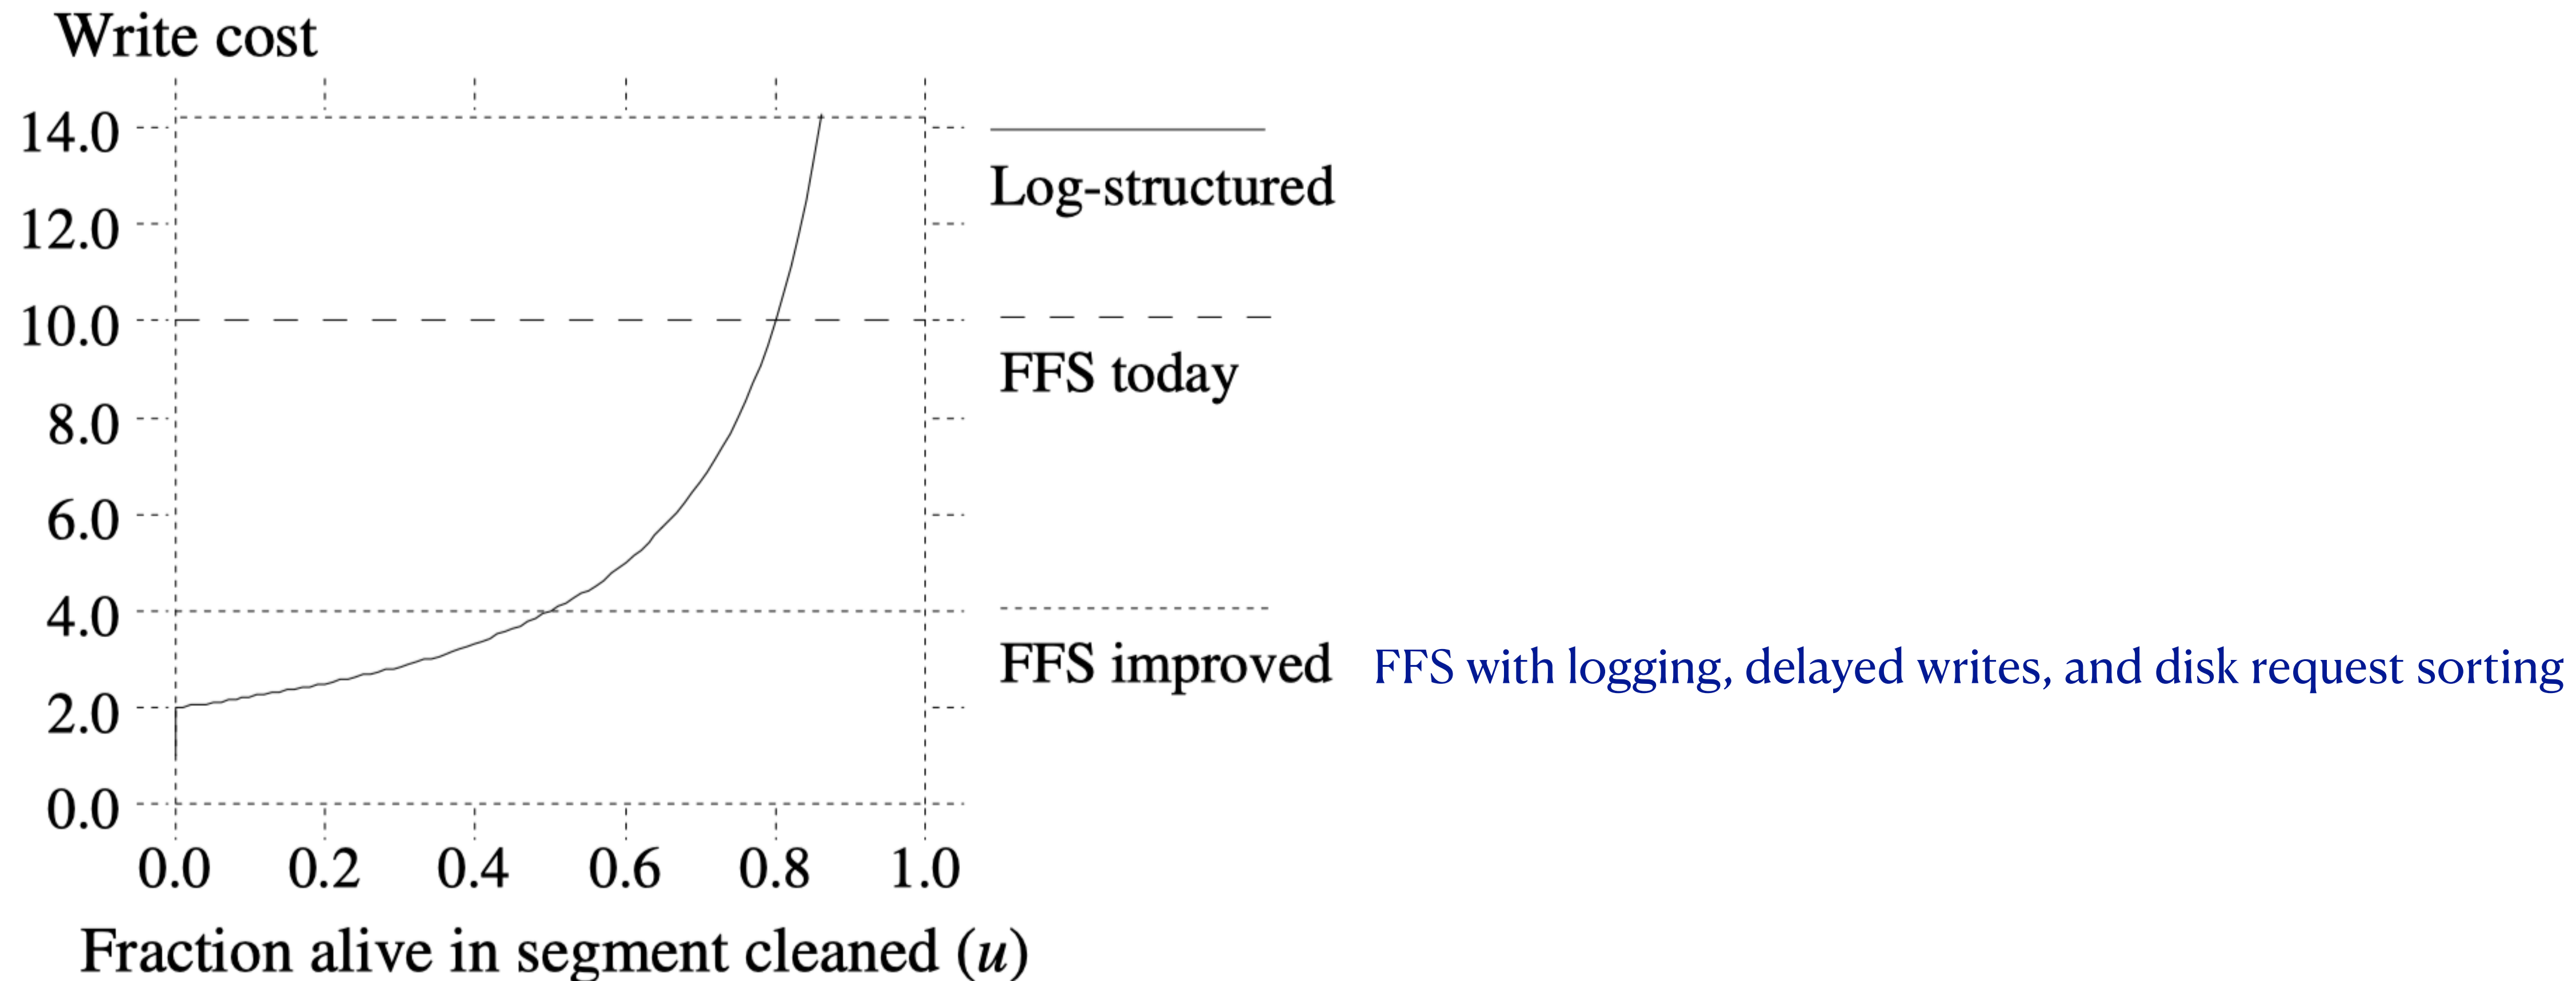 Write cost
14.0
12.0
10.0
8.0
6.0
4.0
2.0
0.0
0.0 0.2 0.4 0.6 0.8 1.0
Fraction alive in segment cleaned (u)
Log-structured
FFS today
FFS improved FFS with logging, delayed writes, and disk request sorting